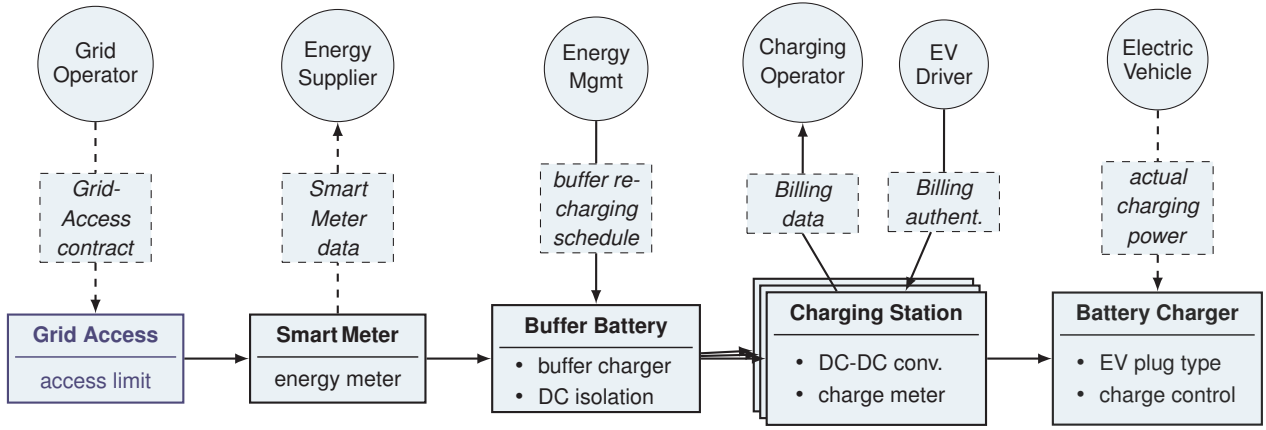 Grid
Operator
Energy
Supplier
Energy
Mgmt
Charging
Operator
EV
Driver
Electric
Vehicle
Grid-
Access
contract
Smart
Meter
data
buffer re-
charging
schedule
Billing
data
Billing
authent.
actual
charging
power
Grid Access
access limit
Smart Meter
energy meter
Buffer Battery
• buffer charger
• DC isolation
Charging Station
• DC-DC conv.
• charge meter
Battery Charger
• EV plug type
• charge control